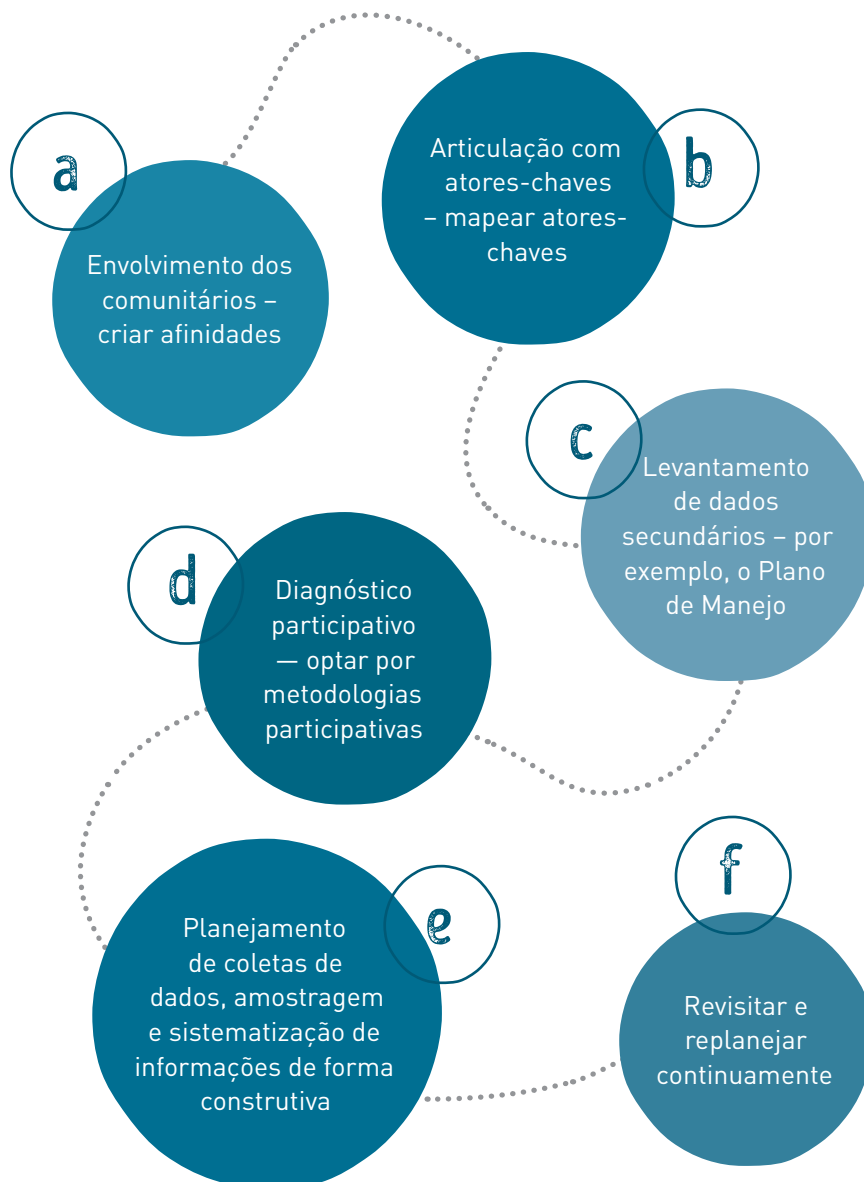 a
Envolvimento dos
comunitários –
criar afinidades
b
Articulação com
atores-chaves
– mapear atores-
chaves
c
Levantamento
de dados
secundários – por
exemplo, o Plano
de Manejo
d
Diagnóstico
participativo
— optar por
metodologias
participativas
e
Planejamento
de coletas de
dados, amostragem
e sistematização de
informações de forma
construtiva
f
Revisitar e
replanejar
continuamente